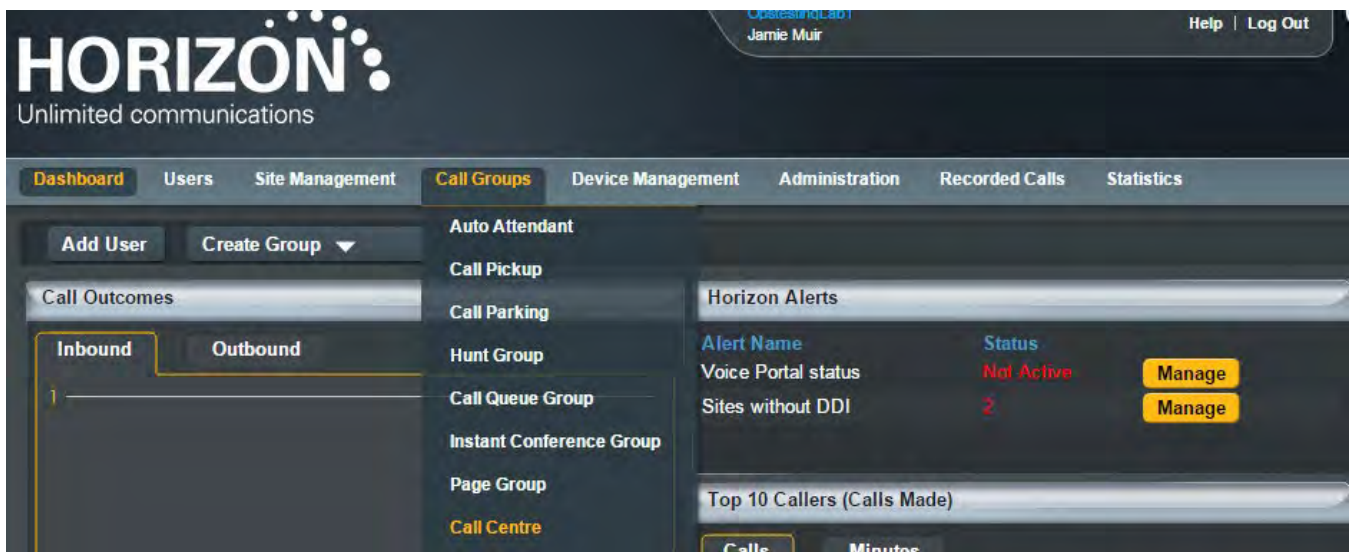 OpstestingLab1
Jamie Muir
Help | Log Out
HORIZON
Unlimited communications
Dashboard Users Site Management Call Groups Device Management Administration Recorded Calls Statistics
Add User Create Group
Auto Attendant
Call Pickup
Call Parking
Hunt Group
Call Queue Group
Instant Conference Group
Page Group
Call Centre
Call Outcomes
Inbound Outbound
1
Horizon Alerts
Alert Name Status
Voice Portal status Not Active Manage
Sites without DDI 2 Manage
Top 10 Callers (Calls Made)
Calls Minutes